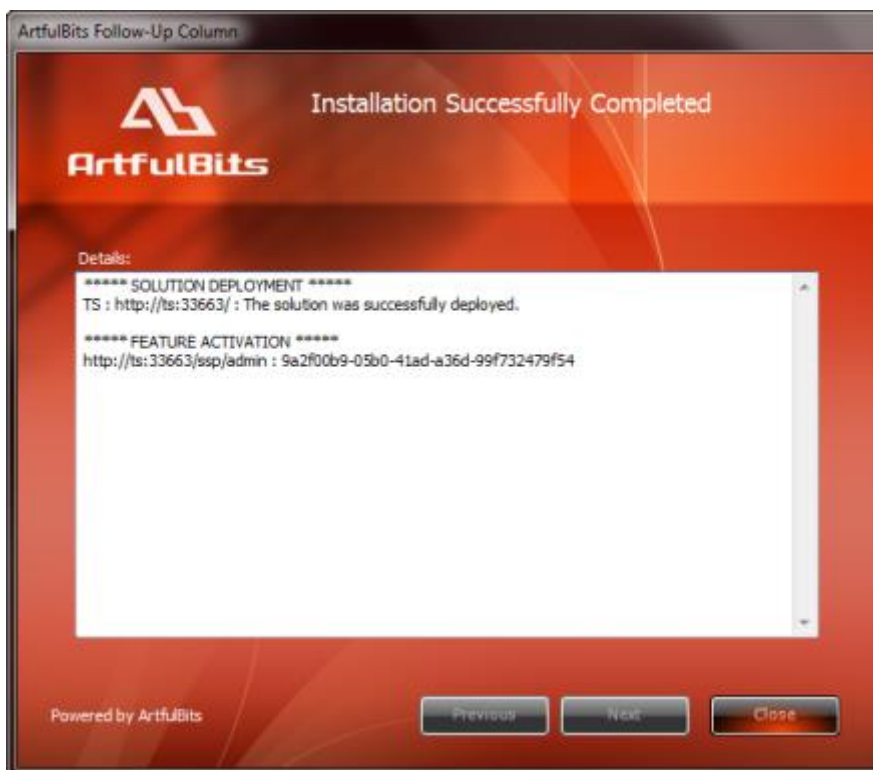 ArtfulBits Follow-Up Column
Installation Successfully Completed
ArtfulBits
Details:
***** SOLUTION DEPLOYMENT *****
TS : http://ts:33663/ : The solution was successfully deployed.
***** FEATURE ACTIVATION *****
http://ts:33663/ssp/admin : 9a2f00b9-05b0-41ad-a36d-99f732479f54
Powered by ArtfulBits
Previous
Next
Close